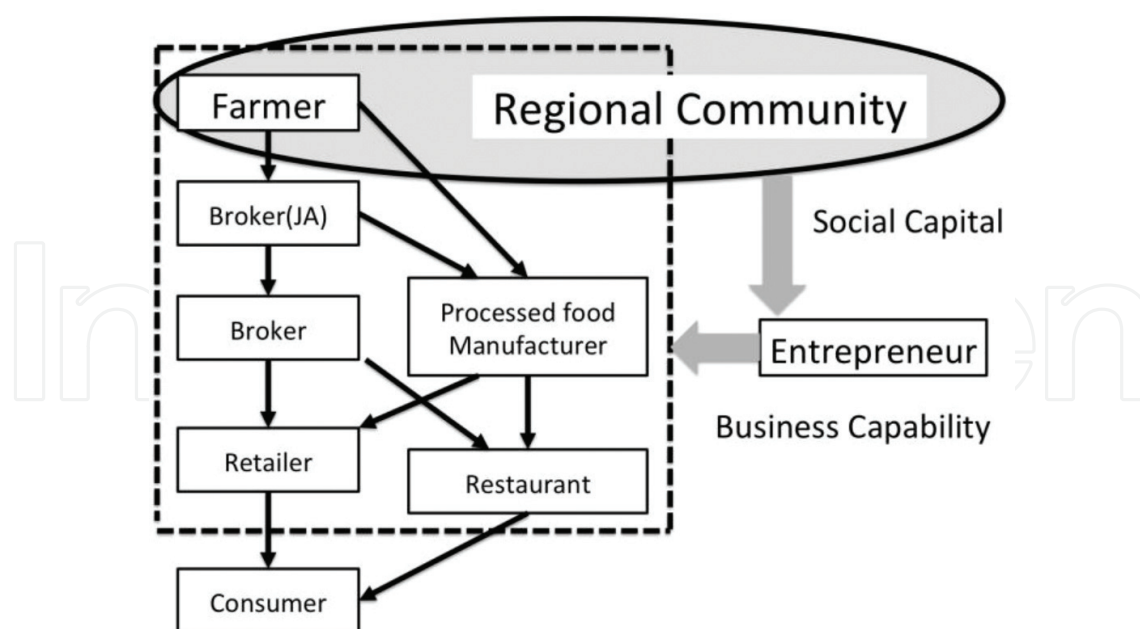 Farmer
Regional Community
Broker(JA)
Social Capital
Processed food
Manufacturer
Broker
Entrepreneur
Business Capability
Retailer
Restaurant
Consumer